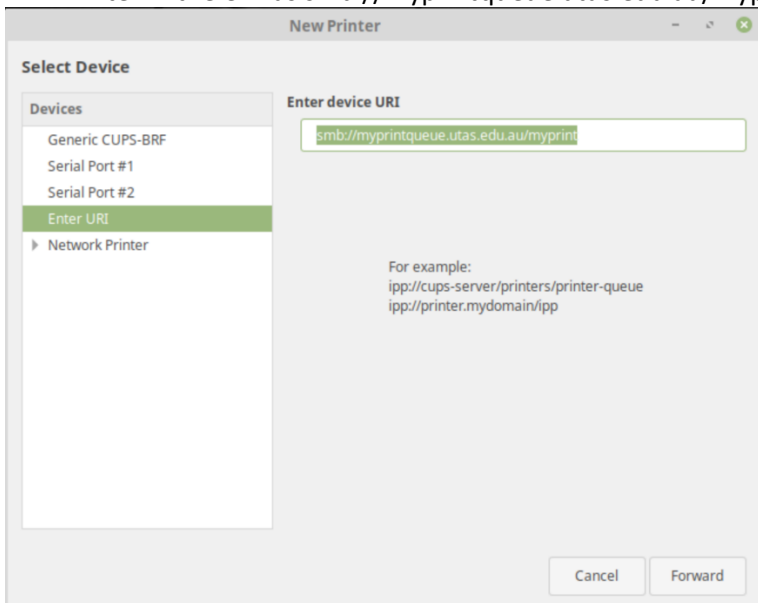 New Printer
Select Device
Devices
Generic CUPS-BRF
Serial Port #1
Serial Port #2
Enter URI
Network Printer
Enter device URI
smb://myprintqueue.utas.edu.au/myprint
For example:
ipp://cups-server/printers/printer-queue
ipp://printer.mydomain/ipp
Cancel
Forward